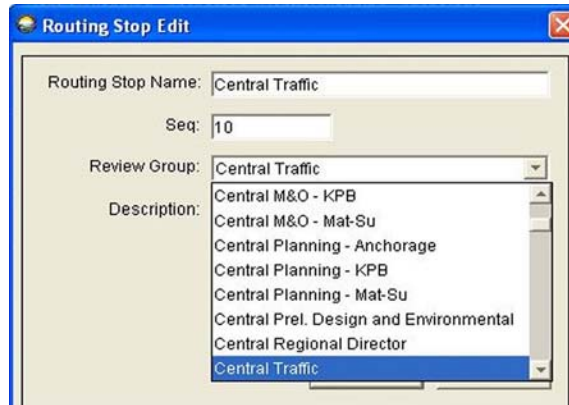 Routing Stop Edit
Routing Stop Name: Central Traffic
Seq: 10
Review Group: Central Traffic
Description:
Central M&O - KPB
Central M&O - Mat-Su
Central Planning - Anchorage
Central Planning - KPB
Central Planning - Mat-Su
Central Prel. Design and Environmental
Central Regional Director
Central Traffic